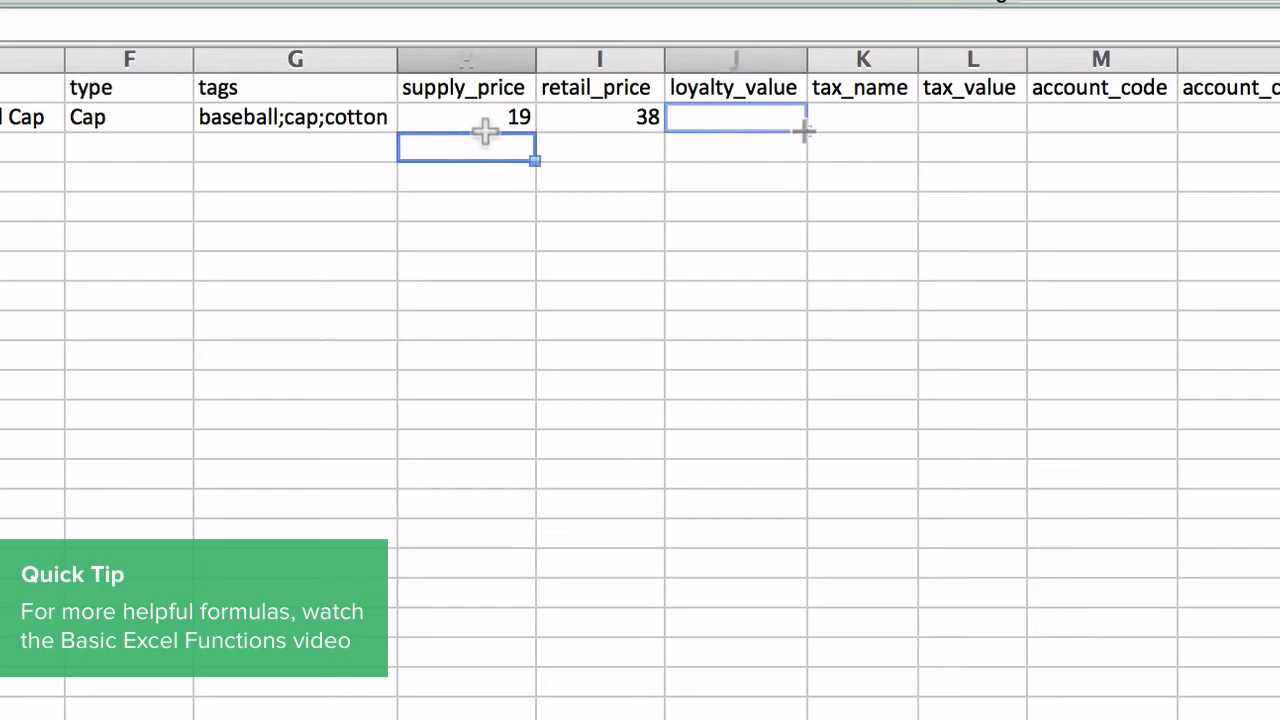 F G H I J K L M
type tags supply_price retail_price loyalty_value tax_name tax_value account_code account_c
Cap Cap baseball;cap;cotton 19 38
Quick Tip
For more helpful formulas, watch
the Basic Excel Functions video